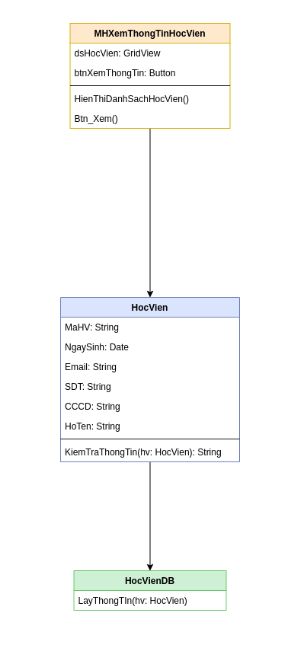 MHXemThongTinHocVien
dsHocVien: GridView
btnXemThongTin: Button
HienThiDanhSachHocVien()
Btn_Xem()
HocVien
MaHV: String
NgaySinh: Date
Email: String
SDT: String
CCCD: String
HoTen: String
KiemTraThongTin(hv: HocVien): String
HocVienDB
LayThongTIn(hv: HocVien)